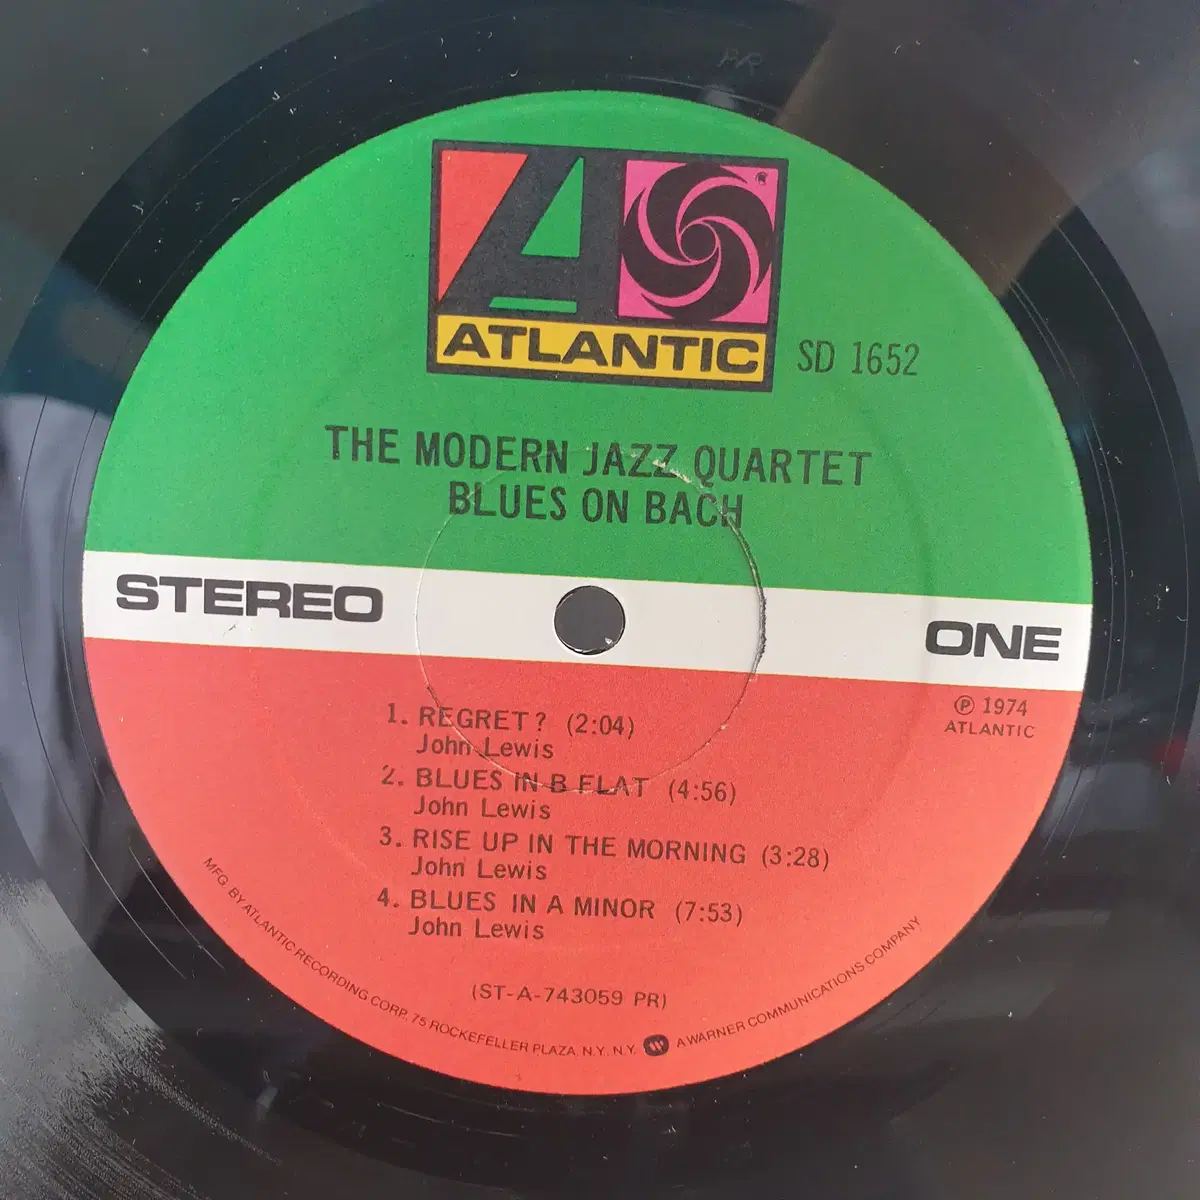 PR
ATLANTIC
SD 1652
THE MODERN JAZZ QUARTET
BLUES ON BACH
STEREO
ONE
℗ 1974
ATLANTIC
1. REGRET? (2:04)
John Lewis
2. BLUES IN B FLAT (4:56)
John Lewis
3. RISE UP IN THE MORNING (3:28)
John Lewis
4. BLUES IN A MINOR (7:53)
John Lewis
(ST-A-743059 PR)
MFG. BY ATLANTIC RECORDING CORP. 75 ROCKEFELLER PLAZA, N.Y., N.Y. A WARNER COMMUNICATIONS COMPANY